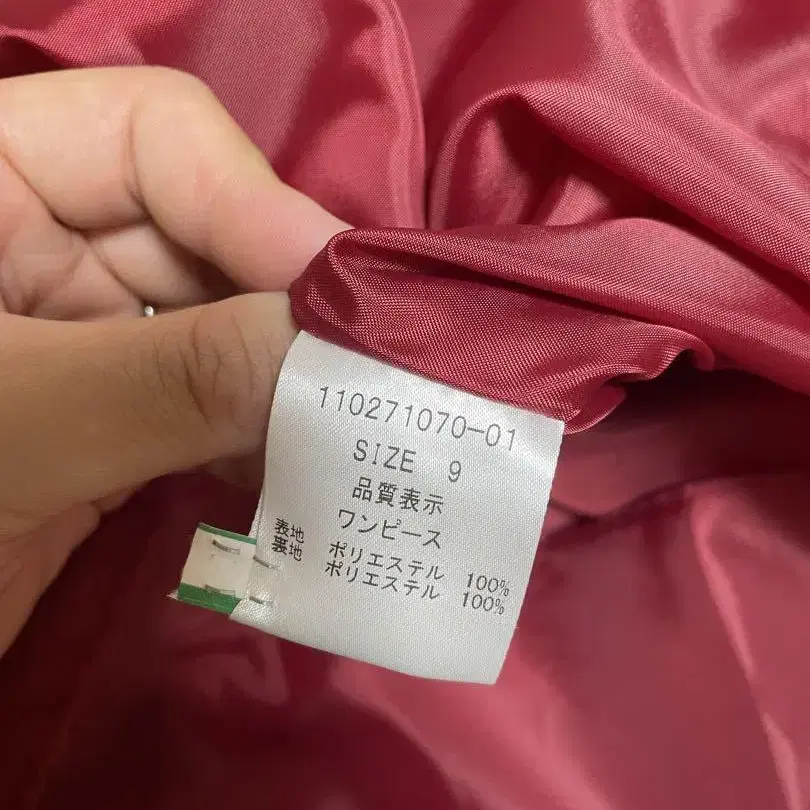 110271070-01
SIZE 9
品質表示
ワンピース
表地 ポリエステル 100%
裏地 ポリエステル 100%